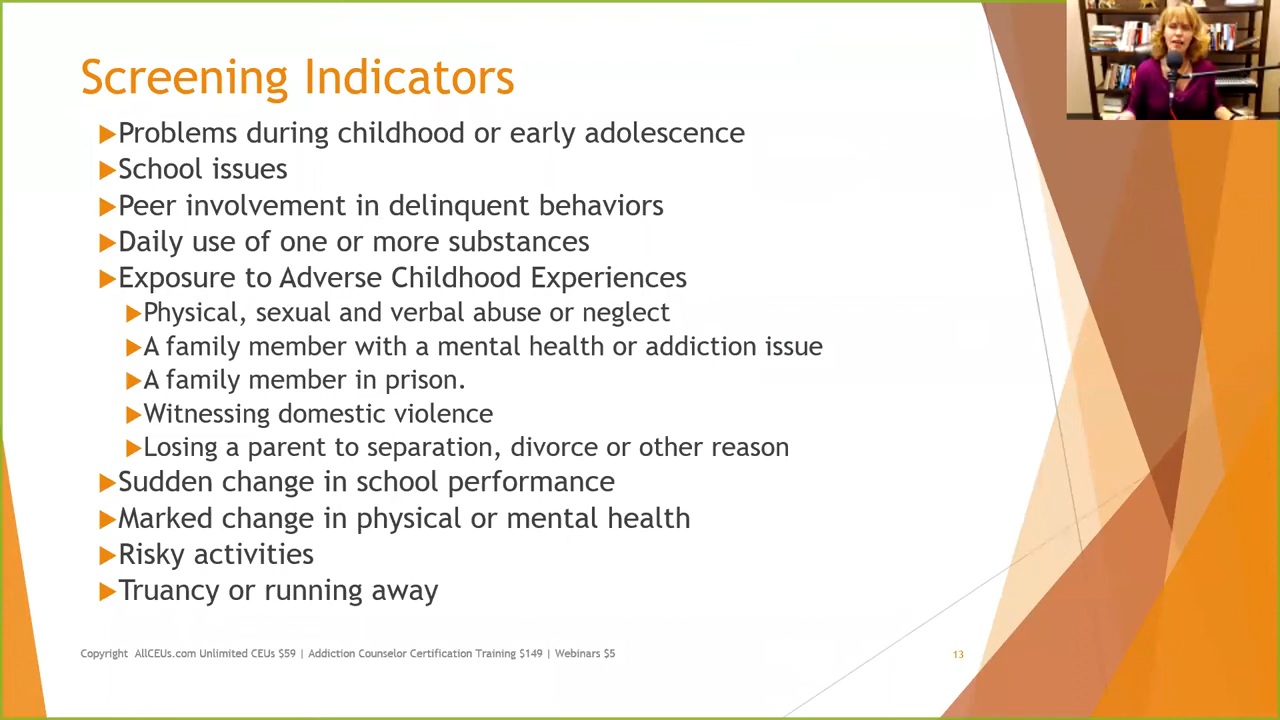 Screening Indicators
Problems during childhood or early adolescence
School issues
Peer involvement in delinquent behaviors
Daily use of one or more substances
Exposure to Adverse Childhood Experiences
Physical, sexual and verbal abuse or neglect
A family member with a mental health or addiction issue
A family member in prison.
Witnessing domestic violence
Losing a parent to separation, divorce or other reason
Sudden change in school performance
Marked change in physical or mental health
Risky activities
Truancy or running away
Copyright AllCEUs.com Unlimited CEUs $59 | Addiction Counselor Certification Training $149 | Webinars $5
13